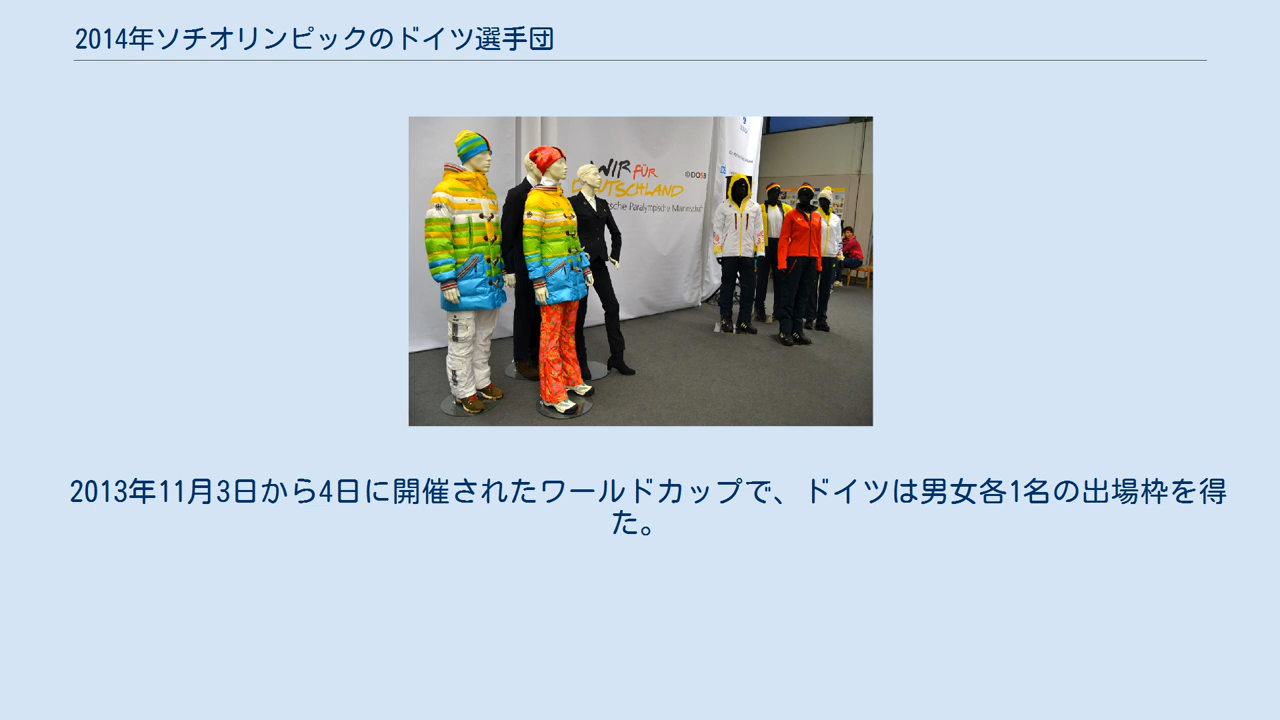 2014年ソチオリンピックのドイツ選手団
WIR FÜR
DEUTSCHLAND
©DOSB
Paralympische Mannschaft
2013年11月3日から4日に開催されたワールドカップで、ドイツは男女各1名の出場枠を得
た。